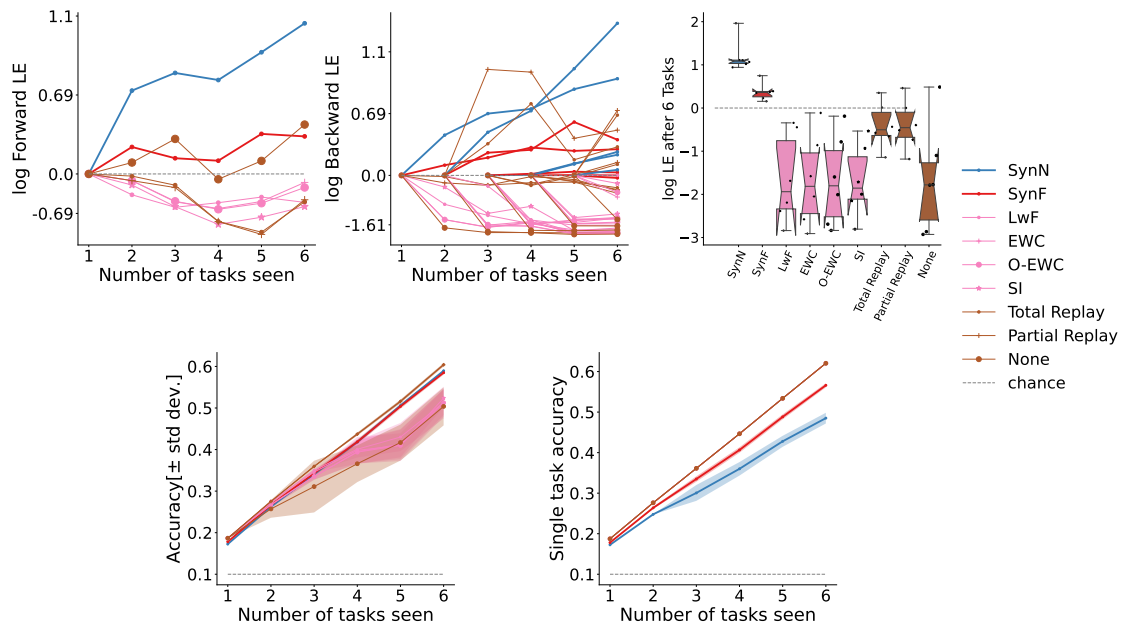 log Forward LE
1.1
0.69
0.0
-0.69
1 2 3 4 5 6
Number of tasks seen
log Backward LE
1.1
0.69
0.0
-1.61
1 2 3 4 5 6
Number of tasks seen
log LE after 6 Tasks
2
1
0
−1
−2
−3
SynN
SynF
LwF
EWC
O-EWC
SI
Total Replay
Partial Replay
None
SynN
SynF
LwF
EWC
O-EWC
SI
Total Replay
Partial Replay
None
chance
Accuracy[± std dev.]
0.6
0.5
0.4
0.3
0.2
0.1
1 2 3 4 5 6
Number of tasks seen
Single task accuracy
0.6
0.5
0.4
0.3
0.2
0.1
1 2 3 4 5 6
Number of tasks seen